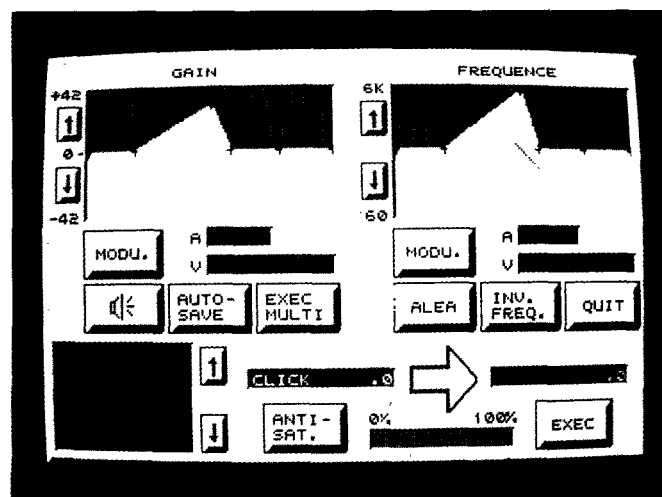 GAIN
FREQUENCE
+42
0-
-42
6K
60
MODU.
A
V
MODU.
A
V
AUTO-
SAVE
EXEC
MULTI
ALEA
INV.
FREQ.
QUIT
CLICK .0
.0
ANTI-
SAT.
0%
100%
EXEC